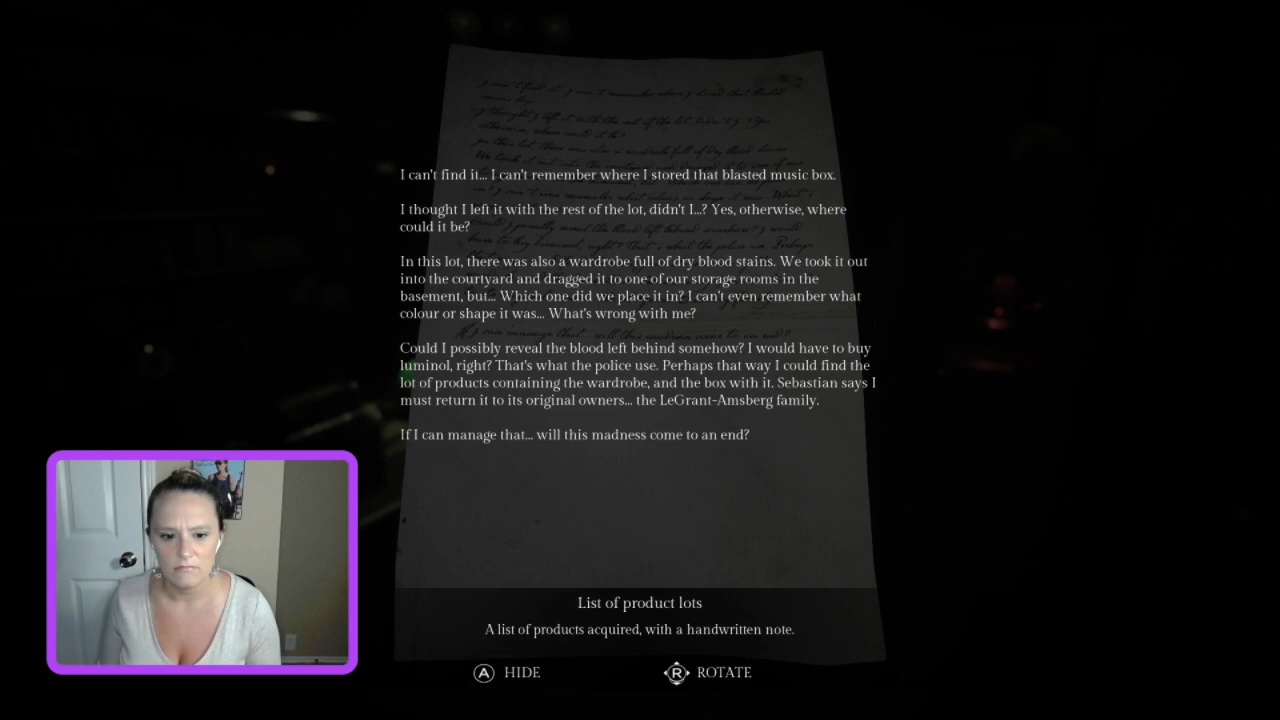 I can't find it... I can't remember where I stored that blasted music box.
I thought I left it with the rest of the lot, didn't I...? Yes, otherwise, where
could it be?
In this lot, there was also a wardrobe full of dry blood stains. We took it out
into the courtyard and dragged it to one of our storage rooms in the
basement, but... Which one did we place it in? I can't even remember what
colour or shape it was... What's wrong with me?
Could I possibly reveal the blood left behind somehow? I would have to buy
luminol, right? That's what the police use. Perhaps that way I could find the
lot of products containing the wardrobe, and the box with it. Sebastian says I
must return it to its original owners... the LeGrant-Amsberg family.
If I can manage that... will this madness come to an end?
List of product lots
A list of products acquired, with a handwritten note.
A HIDE
R ROTATE